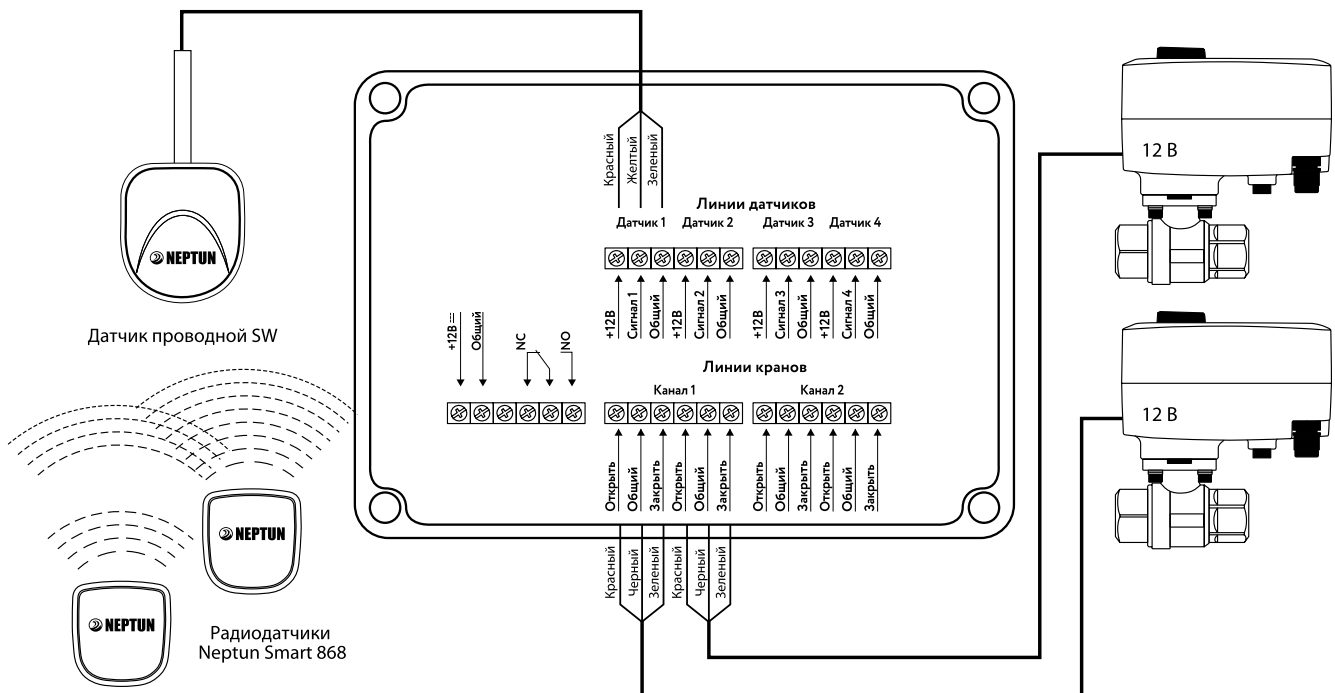 12 В
Красный
Желтый
Зеленый
Линии датчиков
Датчик 1
Датчик 2
Датчик 3
Датчик 4
NEPTUN
Датчик проводной SW
+12В
Сигнал 1
Общий
+12В
Сигнал 2
Общий
+12В
Сигнал 3
Общий
+12В
Сигнал 4
Общий
+12В
Общий
NC
NO
Линии кранов
Канал 1
Канал 2
12 В
Открыть
Общий
Закрыть
Открыть
Общий
Закрыть
Открыть
Общий
Закрыть
Открыть
Общий
Закрыть
NEPTUN
Красный
Черный
Зеленый
Красный
Черный
Зеленый
NEPTUN
Радиодатчики
Neptun Smart 868